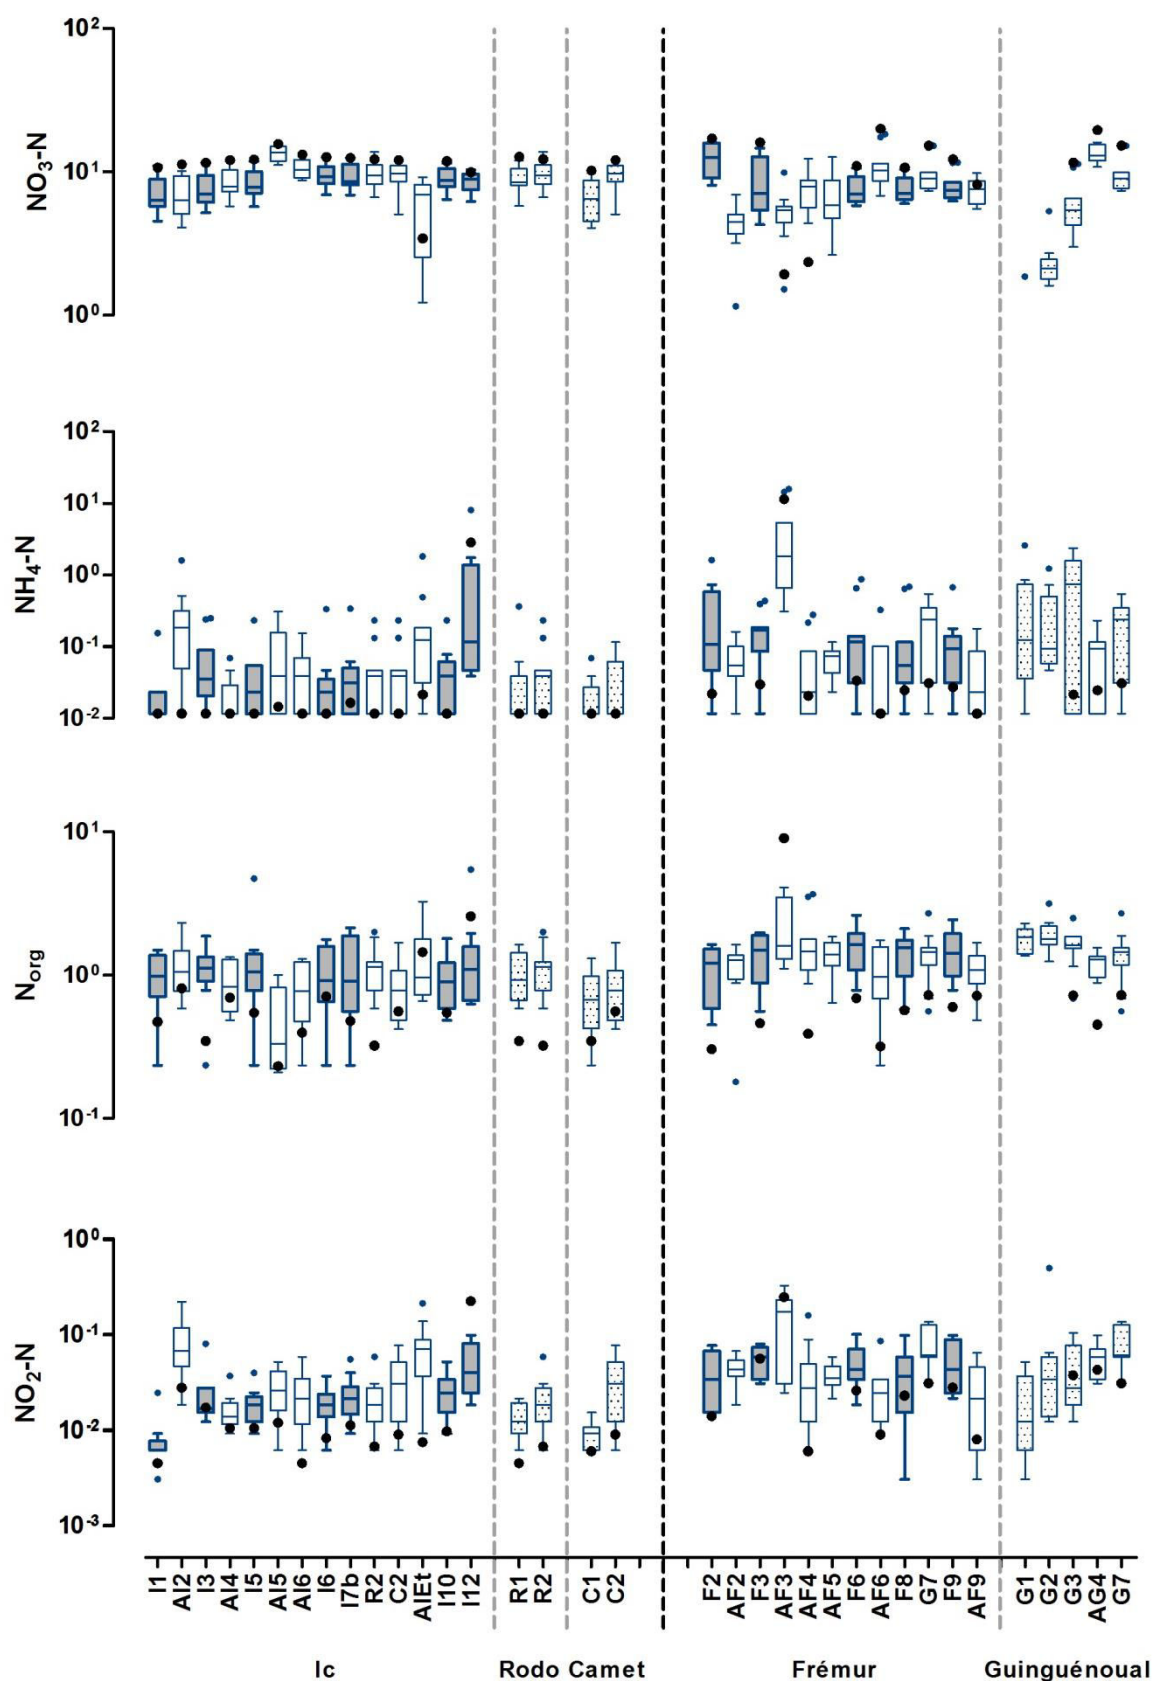 10²
10¹
10⁰
NO₃-N
10²
10¹
10⁰
10⁻¹
10⁻²
NH₄-N
10¹
10⁰
10⁻¹
Norg
10⁰
10⁻¹
10⁻²
10⁻³
NO₂-N
I1 AI2 I3 AI4 I5 AI5 AI6 I6 I7b R2 C2 AIEt I10 I12 R1 R2 C1 C2 F2 AF2 F3 AF3 AF4 AF5 F6 AF6 F8 G7 F9 AF9 G1 G2 G3 AG4 G7
Ic Rodo Camet Frémur Guinguénoual